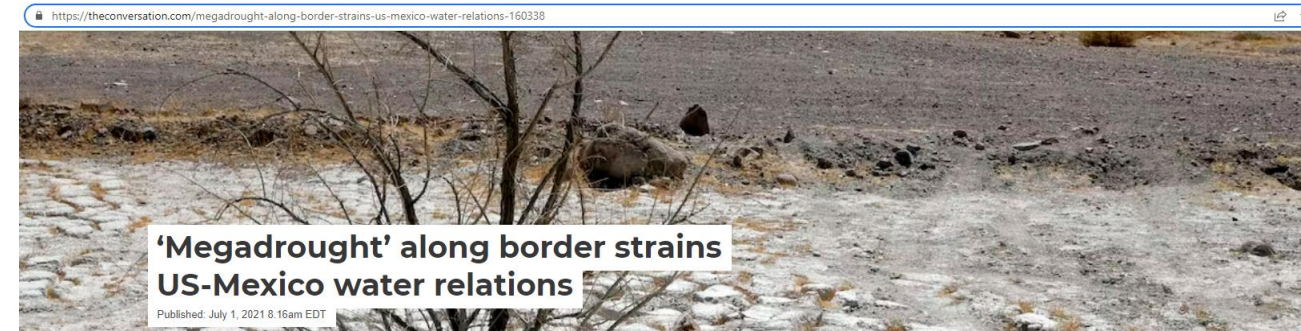 https://theconversation.com/megadrought-along-border-strains-us-mexico-water-relations-160338
‘Megadrought’ along border strains
US-Mexico water relations
Published: July 1, 2021 8.16am EDT